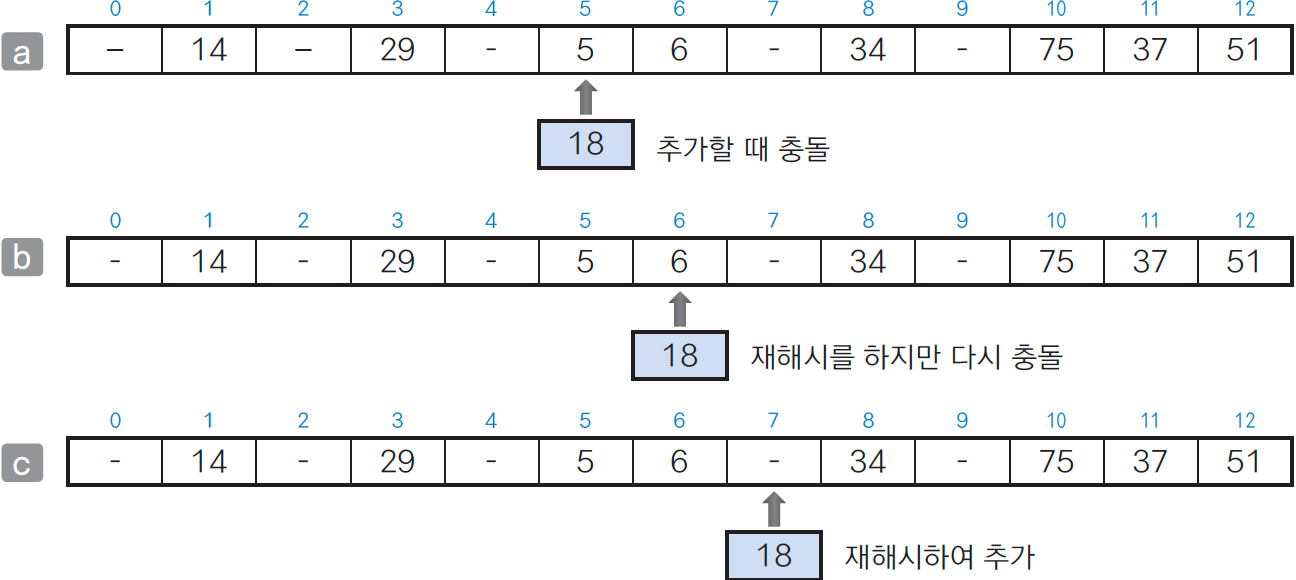 0 1 2 3 4 5 6 7 8 9 10 11 12
a – 14 – 29 - 5 6 - 34 - 75 37 51
18 추가할 때 충돌
0 1 2 3 4 5 6 7 8 9 10 11 12
b - 14 - 29 - 5 6 - 34 - 75 37 51
18 재해시를 하지만 다시 충돌
0 1 2 3 4 5 6 7 8 9 10 11 12
c - 14 - 29 - 5 6 - 34 - 75 37 51
18 재해시하여 추가